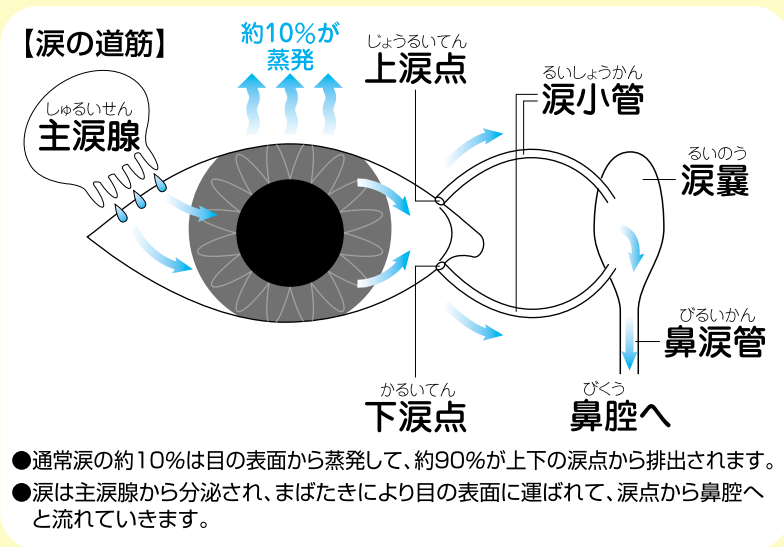 【涙の道筋】
約10%が
蒸発
じょうるいてん
上涙点
るいしょうかん
涙小管
しゅるいせん
主涙腺
るいのう
涙嚢
びるいかん
鼻涙管
かるいてん
下涙点
びくう
鼻腔へ
●通常涙の約10%は目の表面から蒸発して、約90%が上下の涙点から排出されます。
●涙は主涙腺から分泌され、まばたきにより目の表面に運ばれて、涙点から鼻腔へ
と流れていきます。